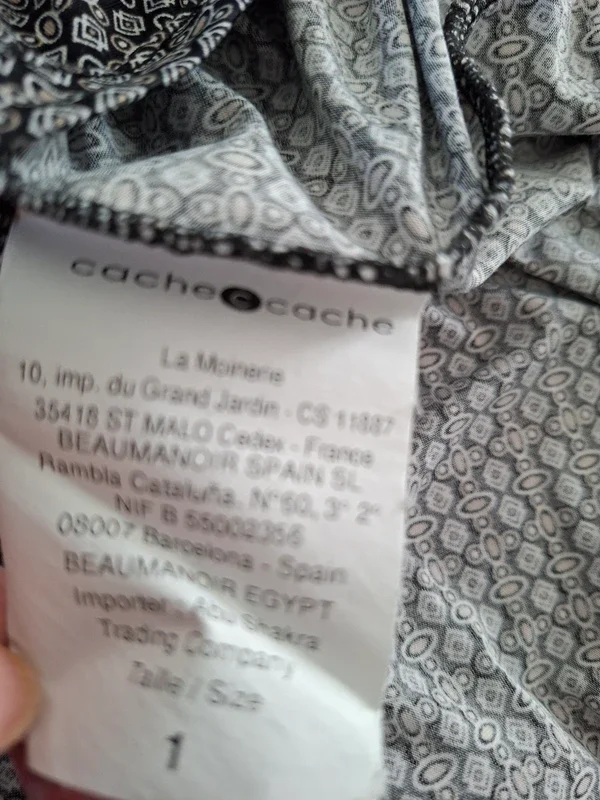 cache c cache
La Moinerie
10, imp. du Grand Jardin - CS 11887
35418 ST MALO Cedex - France
BEAUMANOIR SPAIN SL
Rambla Cataluña, N°60, 3° 2°
NIF B 55002356
08007 Barcelona - Spain
BEAUMANOIR EGYPT
Importer - Abu Shakra
Trading Company
Taille / Size
1